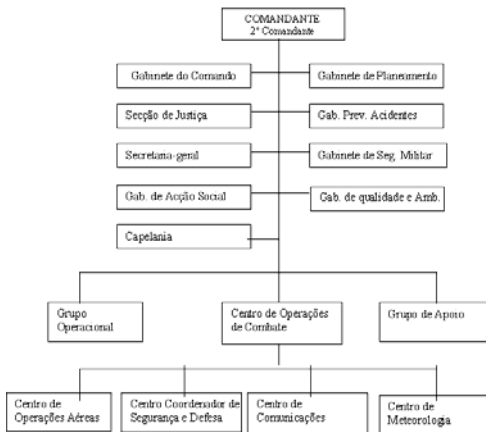 COMANDANTE
2º Comandante
Gabinete do Comando
Gabinete de Planeamento
Secção de Justiça
Gab. Prev. Acidentes
Secretaria-geral
Gabinete de Seg. Militar
Gab. de Acção Social
Gab. de qualidade e Amb.
Capelania
Grupo
Operacional
Centro de Operações
de Combate
Grupo de Apoio
Centro de
Operações Aéreas
Centro Coordenador de
Segurança e Defesa
Centro de
Comunicações
Centro de
Meteorologia